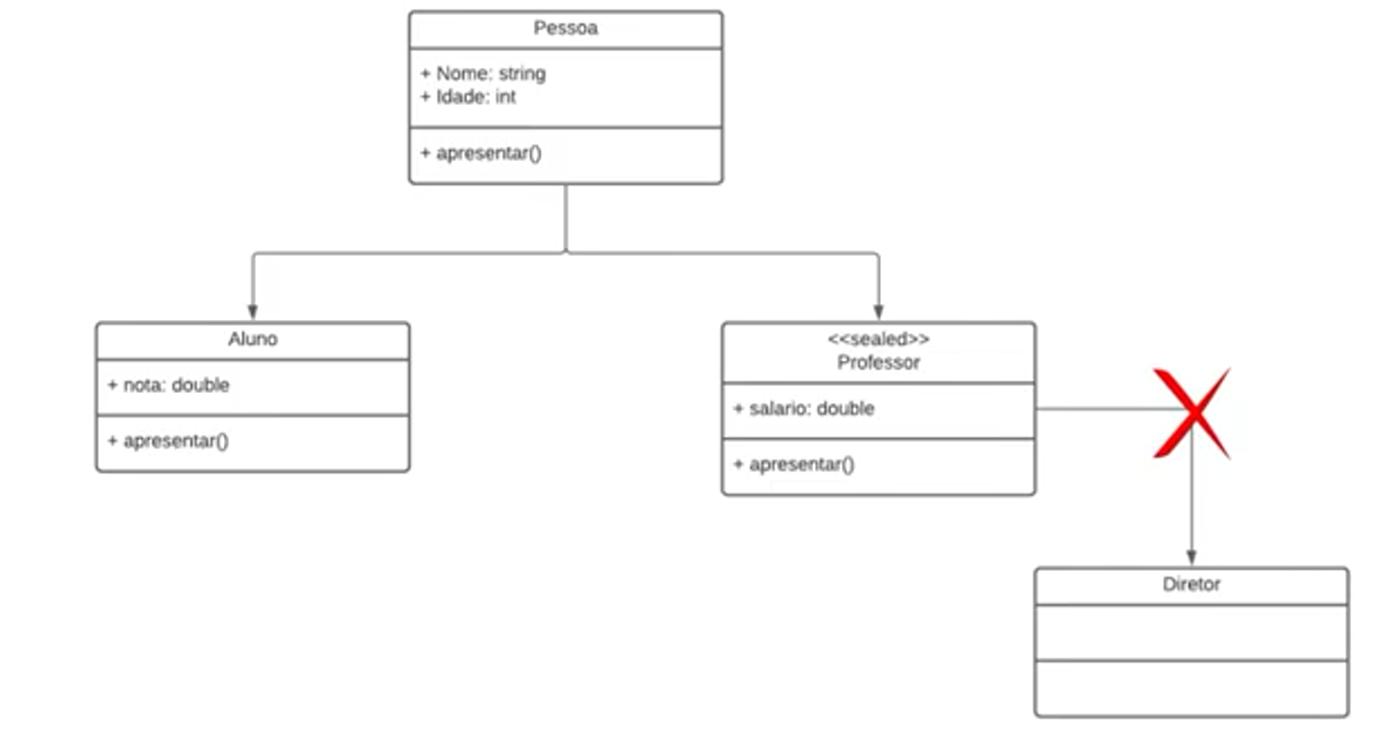 Pessoa
+ Nome: string
+ Idade: int
+ apresentar()
Aluno
+ nota: double
+ apresentar()
<<sealed>>
Professor
+ salario: double
+ apresentar()
Diretor